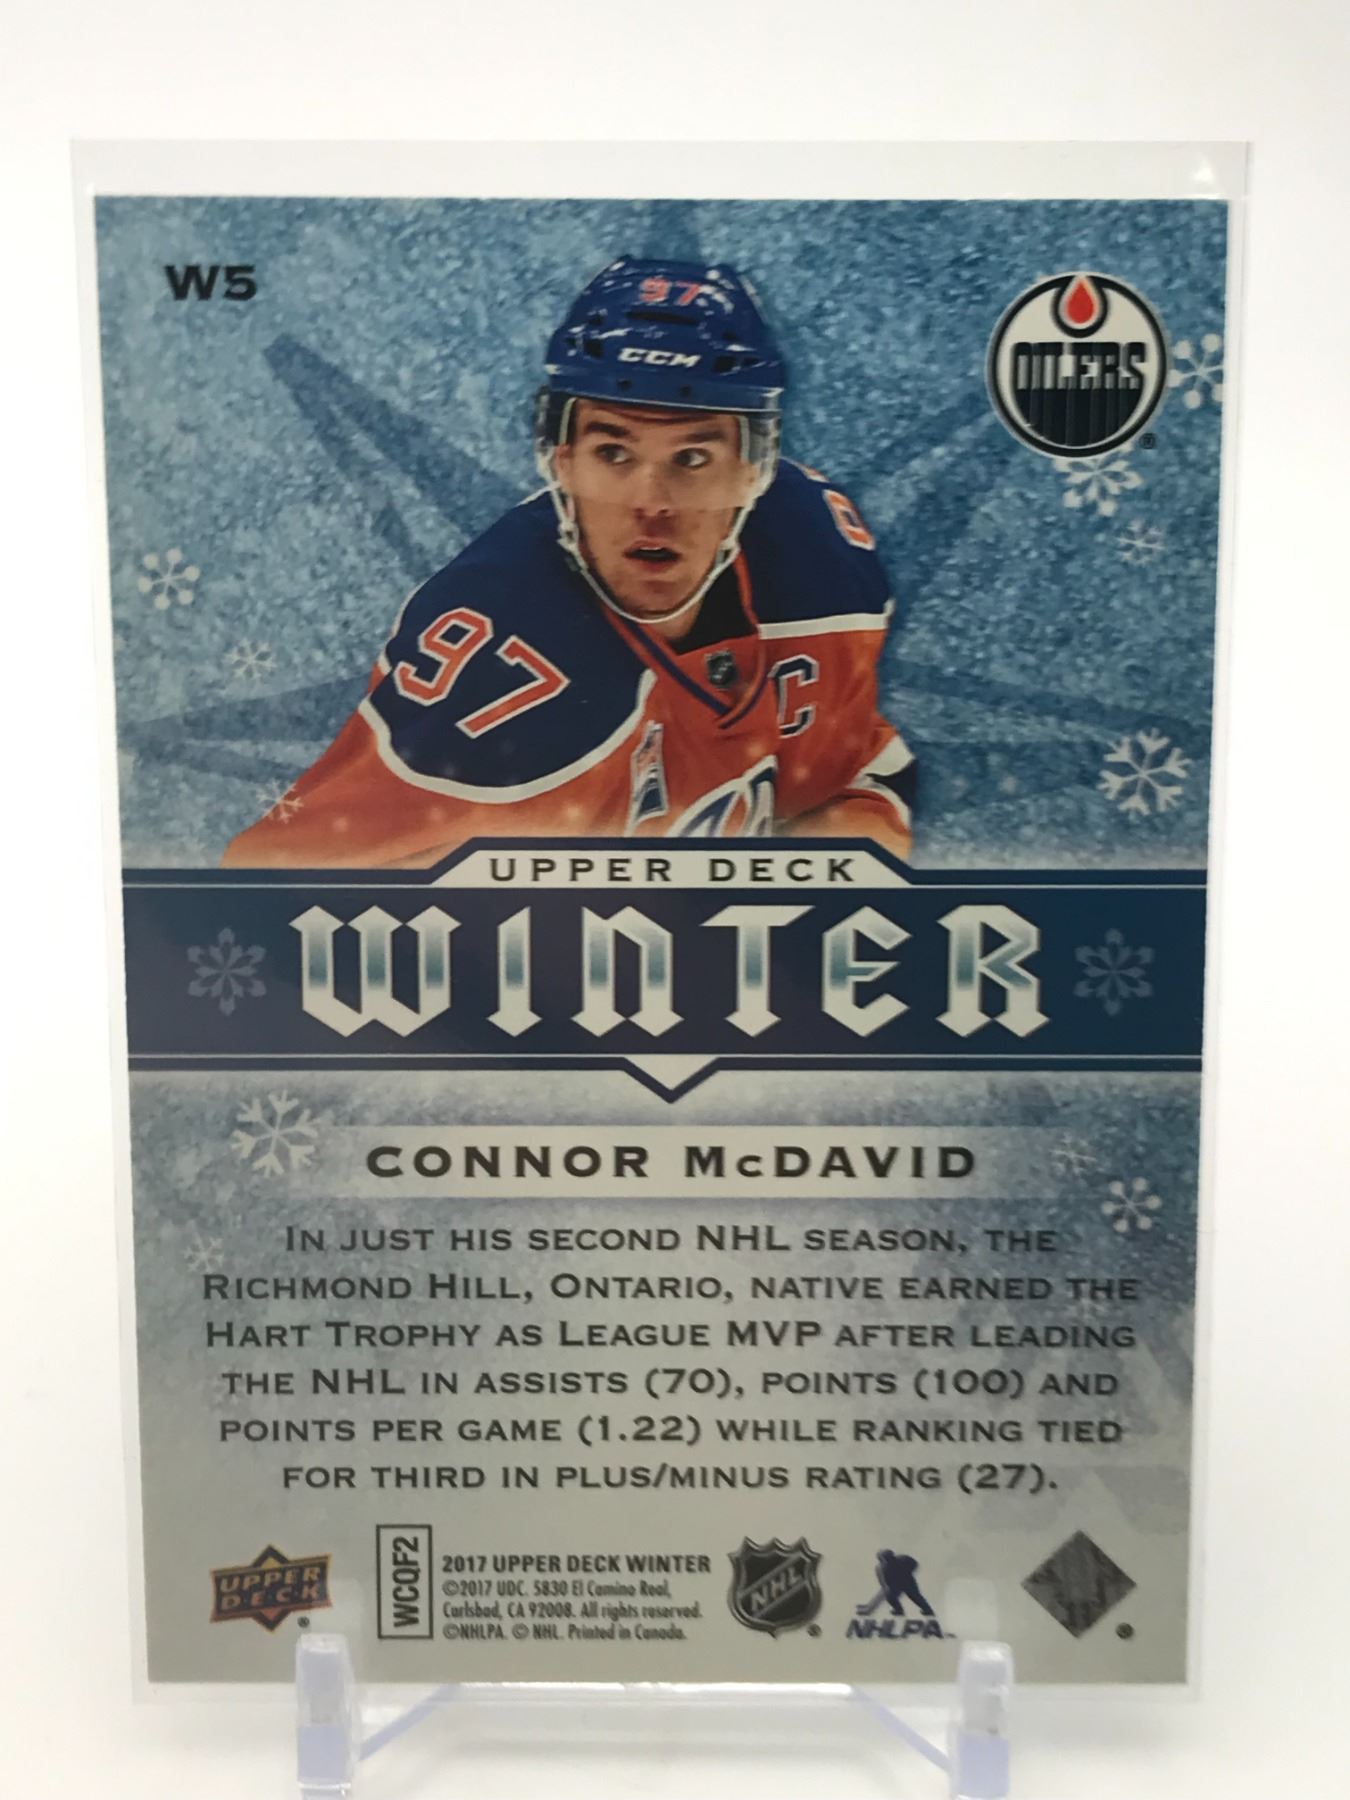 W5
97
CCM
OILERS
®
97
C
UPPER DECK
WINTER
CONNOR McDAVID
IN JUST HIS SECOND NHL SEASON, THE
RICHMOND HILL, ONTARIO, NATIVE EARNED THE
HART TROPHY AS LEAGUE MVP AFTER LEADING
THE NHL IN ASSISTS (70), POINTS (100) AND
POINTS PER GAME (1.22) WHILE RANKING TIED
FOR THIRD IN PLUS/MINUS RATING (27).
UPPER
DECK
®
WCQF2
2017 UPPER DECK WINTER
©2017 UDC. 5830 El Camino Real,
Carlsbad, CA 92008. All rights reserved.
©NHLPA. © NHL. Printed in Canada.
NHL
®
NHLPA™
®